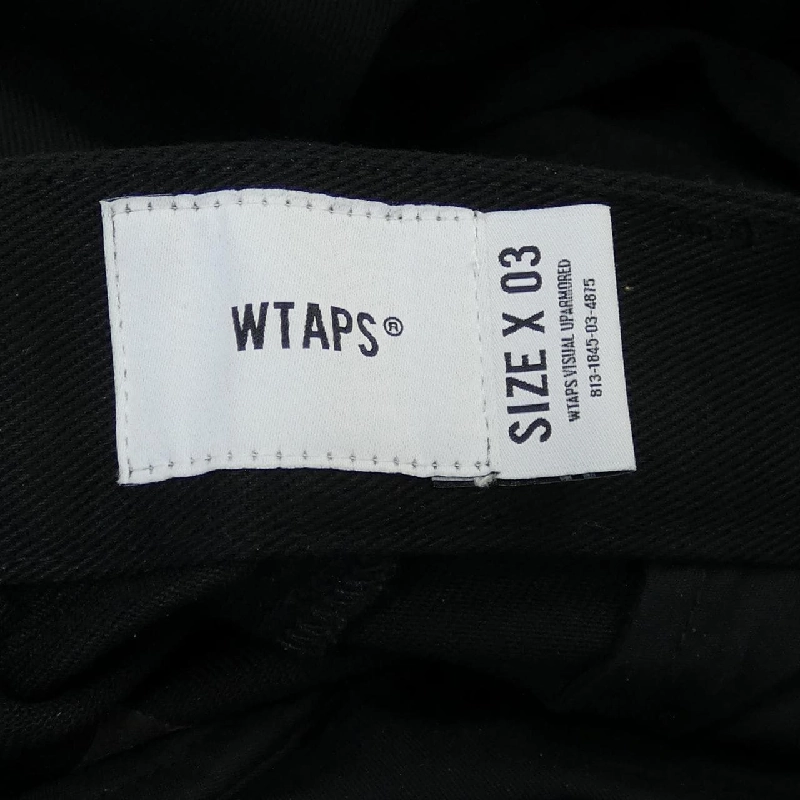 WTAPS®
SIZE X 03
WTAPS VISUAL UPARMORED
813-1845-03-4875